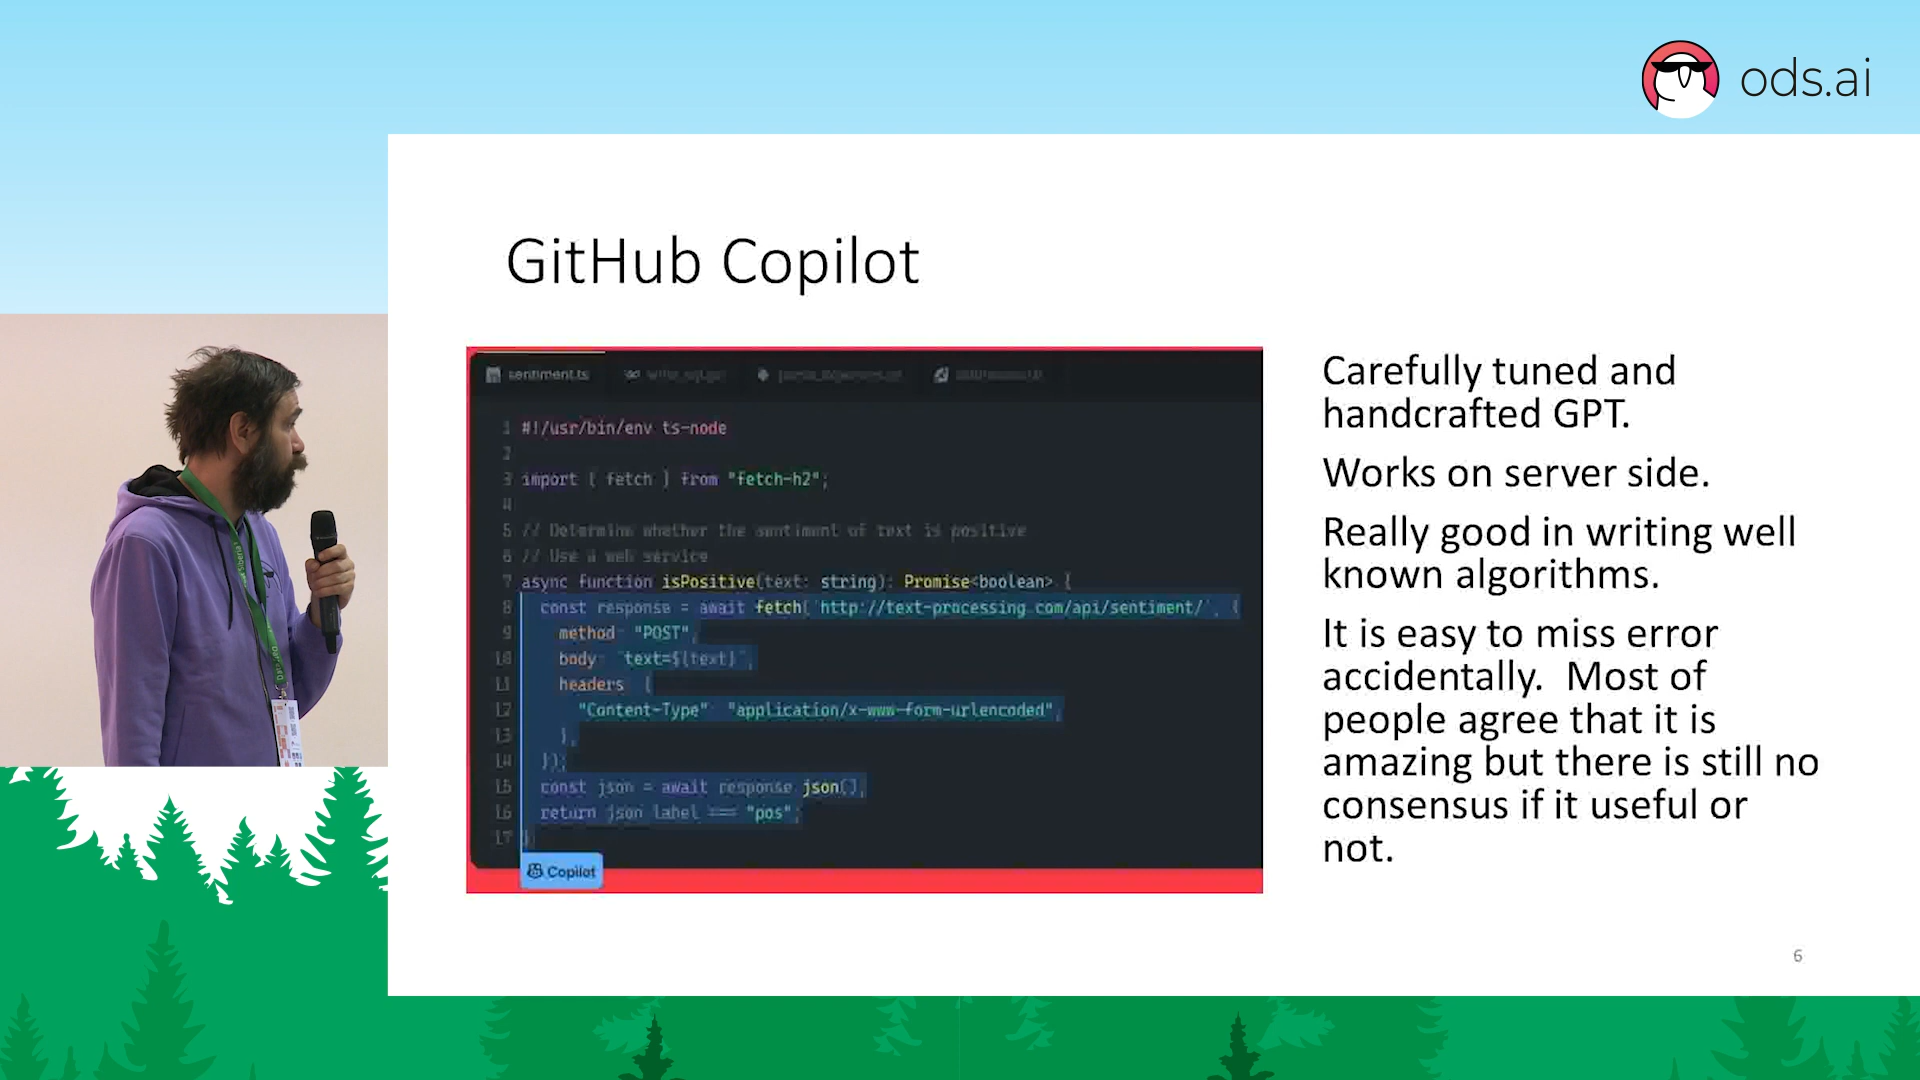 ods.ai
GitHub Copilot
sentiment.ts
1 #!/usr/bin/env ts-node
2
3 import { fetch } from "fetch-h2";
4
5 // Determine whether the sentiment of text is positive
6 // Use a web service
7 async function isPositive(text: string): Promise<boolean> {
8 const response = await fetch(`http://text-processing.com/api/sentiment/`, {
9 method: "POST",
10 body: `text=${text}`,
11 headers: {
12 "Content-Type": "application/x-www-form-urlencoded",
13 },
14 });
15 const json = await response.json();
16 return json.label === "pos";
17 }
Copilot
Carefully tuned and
handcrafted GPT.
Works on server side.
Really good in writing well
known algorithms.
It is easy to miss error
accidentally.  Most of
people agree that it is
amazing but there is still no
consensus if it useful or
not.
6